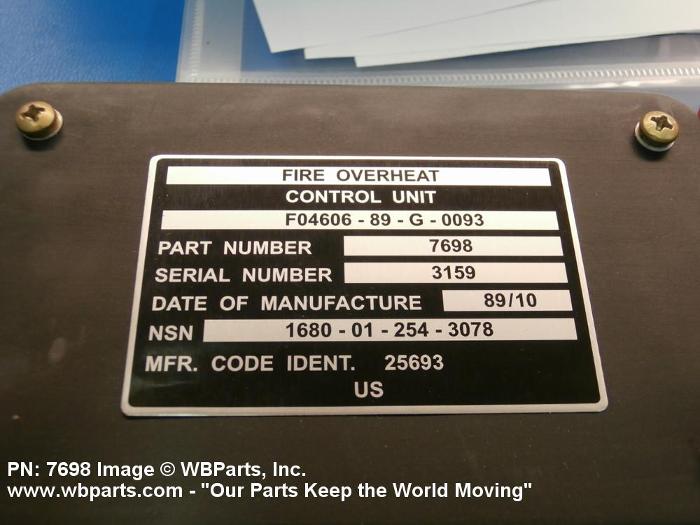 FIRE OVERHEAT
CONTROL UNIT
F04606 - 89 - G - 0093
PART NUMBER 7698
SERIAL NUMBER 3159
DATE OF MANUFACTURE 89/10
NSN 1680 - 01 - 254 - 3078
MFR. CODE IDENT. 25693
US
PN: 7698 Image © WBParts, Inc.
www.wbparts.com - "Our Parts Keep the World Moving"